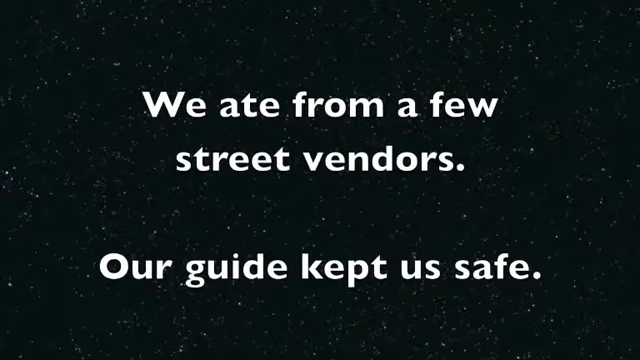 We ate from a few
street vendors.
Our guide kept us safe.